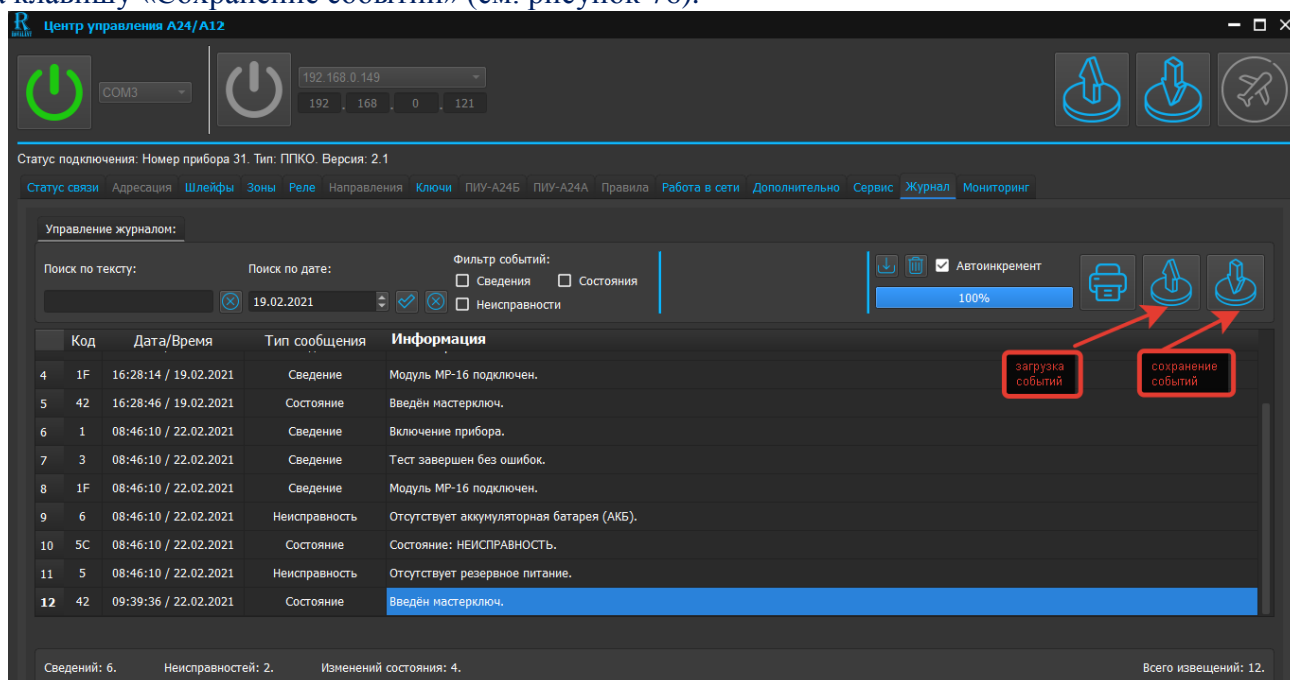 клавишу «Сохранение событий» (см. рисунок 78).
Центр управления А24/А12
COM3
192.168.0.149
192 . 168 . 0 . 121
Статус подключения: Номер прибора 31. Тип: ППКО. Версия: 2.1
Статус связи Адресация Шлейфы Зоны Реле Направления Ключи ПИУ-А24Б ПИУ-А24А Правила Работа в сети Дополнительно Сервис Журнал Мониторинг
Управление журналом:
Поиск по тексту:
Поиск по дате:
19.02.2021
Фильтр событий:
Сведения Состояния
Неисправности
Автоинкремент
100%
загрузка
событий
сохранение
событий
Код Дата/Время Тип сообщения Информация
4 1F 16:28:14 / 19.02.2021 Сведение Модуль МР-16 подключен.
5 42 16:28:46 / 19.02.2021 Состояние Введён мастерключ.
6 1 08:46:10 / 22.02.2021 Сведение Включение прибора.
7 3 08:46:10 / 22.02.2021 Сведение Тест завершен без ошибок.
8 1F 08:46:10 / 22.02.2021 Сведение Модуль МР-16 подключен.
9 6 08:46:10 / 22.02.2021 Неисправность Отсутствует аккумуляторная батарея (АКБ).
10 5C 08:46:10 / 22.02.2021 Состояние Состояние: НЕИСПРАВНОСТЬ.
11 5 08:46:10 / 22.02.2021 Неисправность Отсутствует резервное питание.
12 42 09:39:36 / 22.02.2021 Состояние Введён мастерключ.
Сведений: 6. Неисправностей: 2. Изменений состояния: 4. Всего извещений: 12.